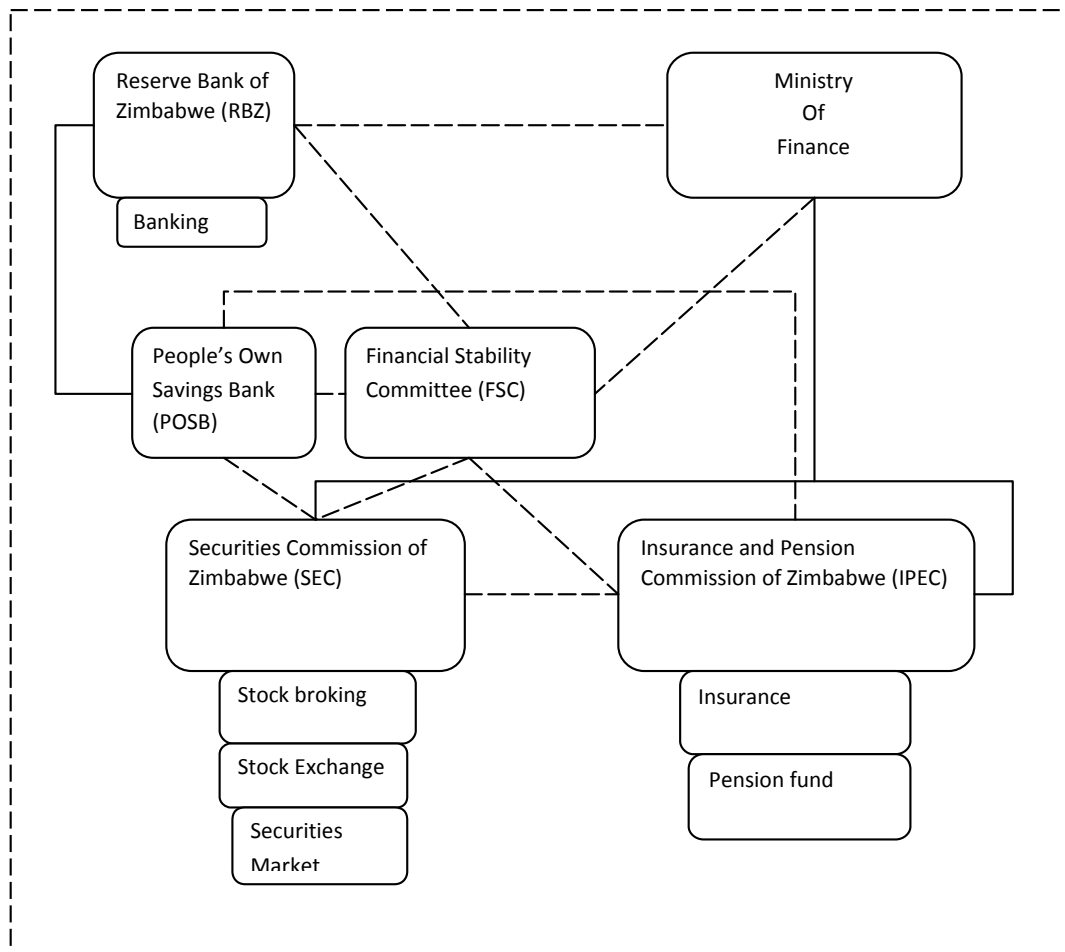 Reserve Bank of
Zimbabwe (RBZ)
Ministry
Of
Finance
Banking
People’s Own
Savings Bank
(POSB)
Financial Stability
Committee (FSC)
Securities Commission of
Zimbabwe (SEC)
Insurance and Pension
Commission of Zimbabwe (IPEC)
Stock broking
Stock Exchange
Securities
Market
Insurance
Pension fund